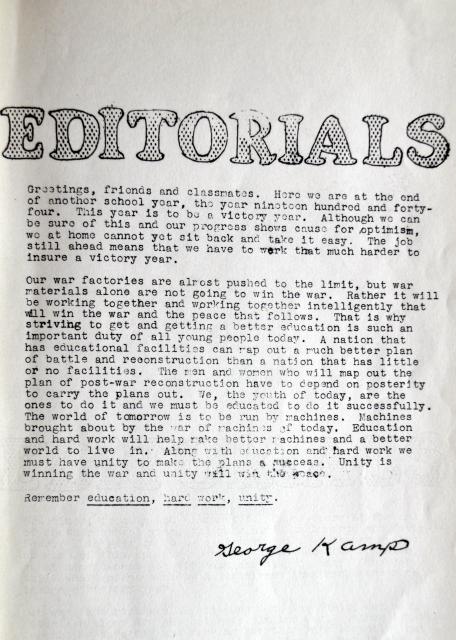 EDITORIALS
Greetings, friends and classmates. Here we are at the end
of another school year, the year nineteen hundred and forty-
four. This year is to be a victory year. Although we can
be sure of this and our progress shows cause for optimism,
we at home cannot yet sit back and take it easy. The job
still ahead means that we have to work that much harder to
insure a victory year.
Our war factories are almost pushed to the limit, but war
materials alone are not going to win the war. Rather it will
be working together and working together intelligently that
will win the war and the peace that follows. That is why
striving to get and getting a better education is such an
important duty of all young people today. A nation that
has educational facilities can map out a much better plan
of battle and reconstruction than a nation that has little
or no facilities. The men and women who will map out the
plan of post-war reconstruction have to depend on posterity
to carry the plans out. We, the youth of today, are the
ones to do it and we must be educated to do it successfully.
The world of tomorrow is to be run by machines. Machines
brought about by the war of machines of today. Education
and hard work will help make better machines and a better
world to live in. Along with education and hard work we
must have unity to make the plans a success. Unity is
winning the war and unity will win the peace.
Remember education, hard work, unity.
George Kamp